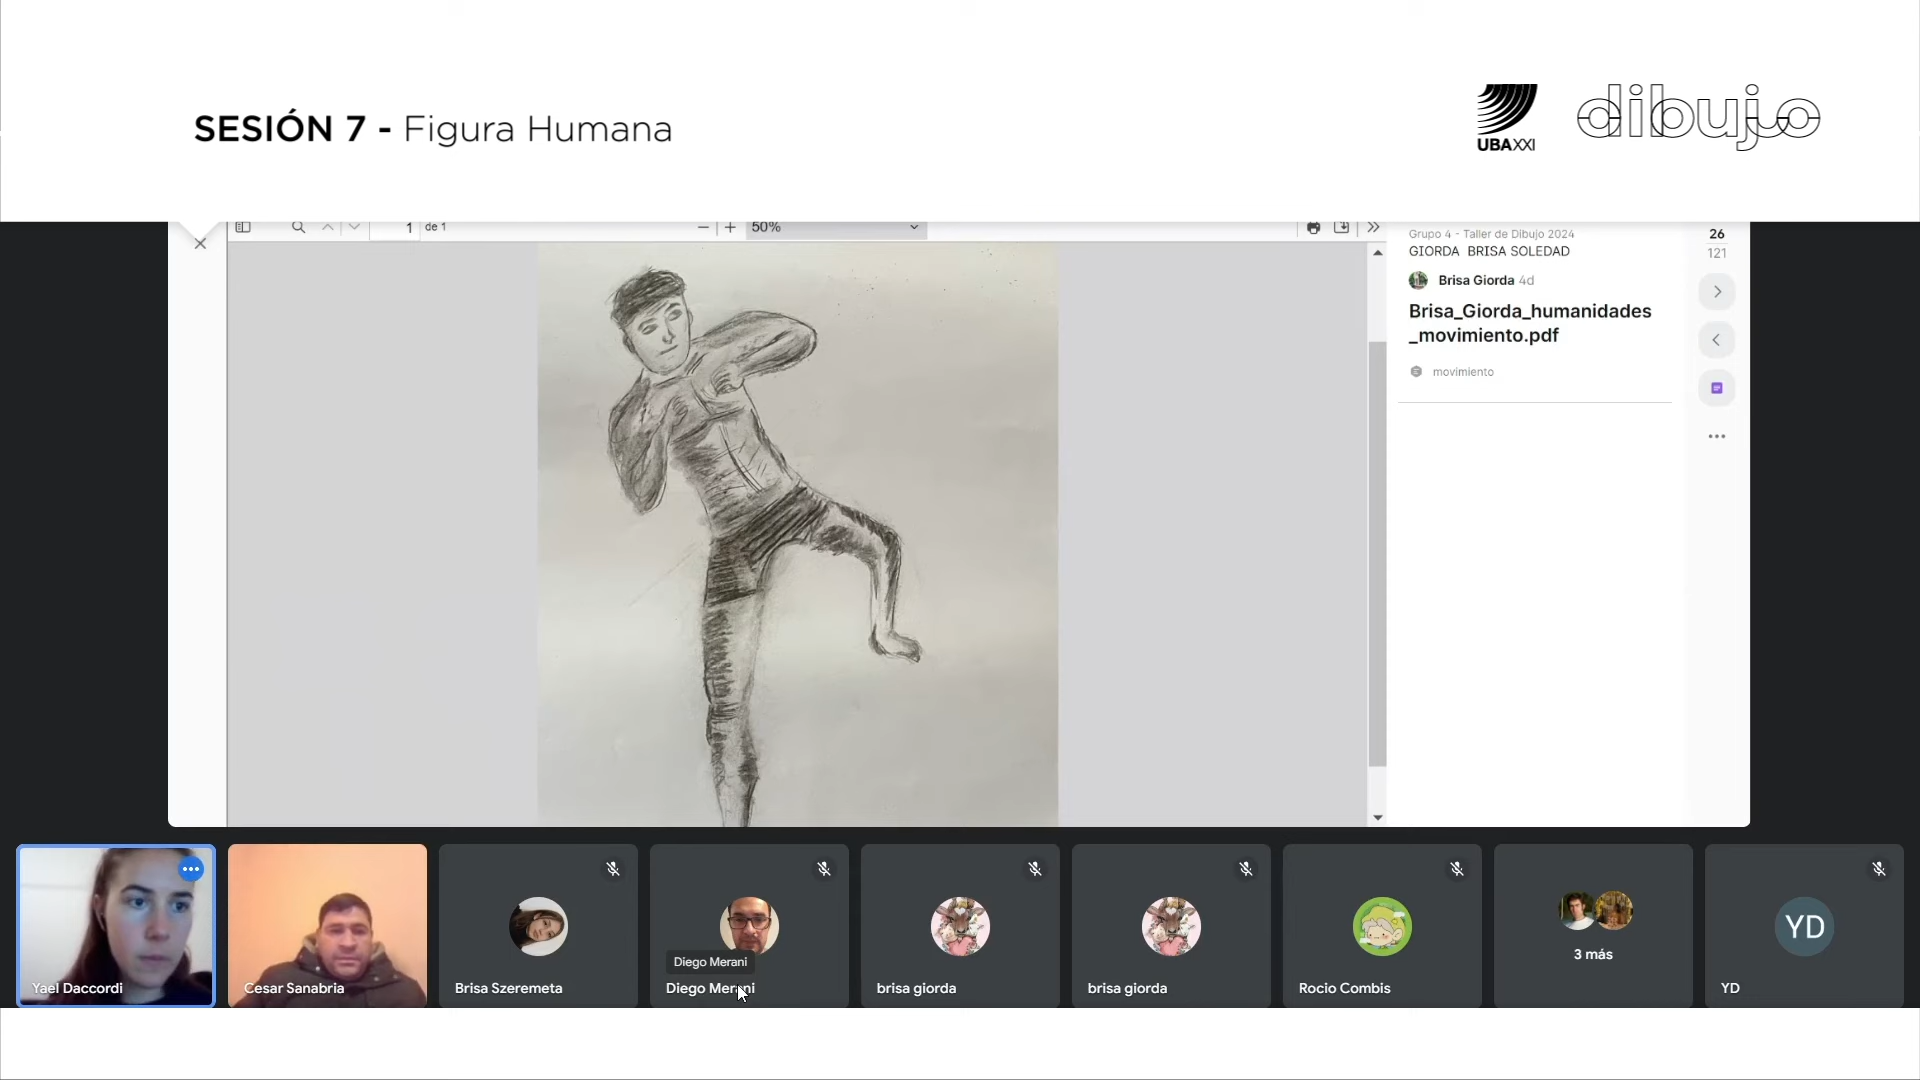 SESIÓN 7 - Figura Humana
UBAXXI
dibujo
1 de 1
50%
Grupo 4 - Taller de Dibujo 2024
GIORDA BRISA SOLEDAD
Brisa Giorda 4d
Brisa_Giorda_humanidades
_movimiento.pdf
movimiento
26
121
Diego Merani
YD
3 más
Yael Daccordi
Cesar Sanabria
Brisa Szeremeta
Diego Merani
brisa giorda
brisa giorda
Rocio Combis
YD